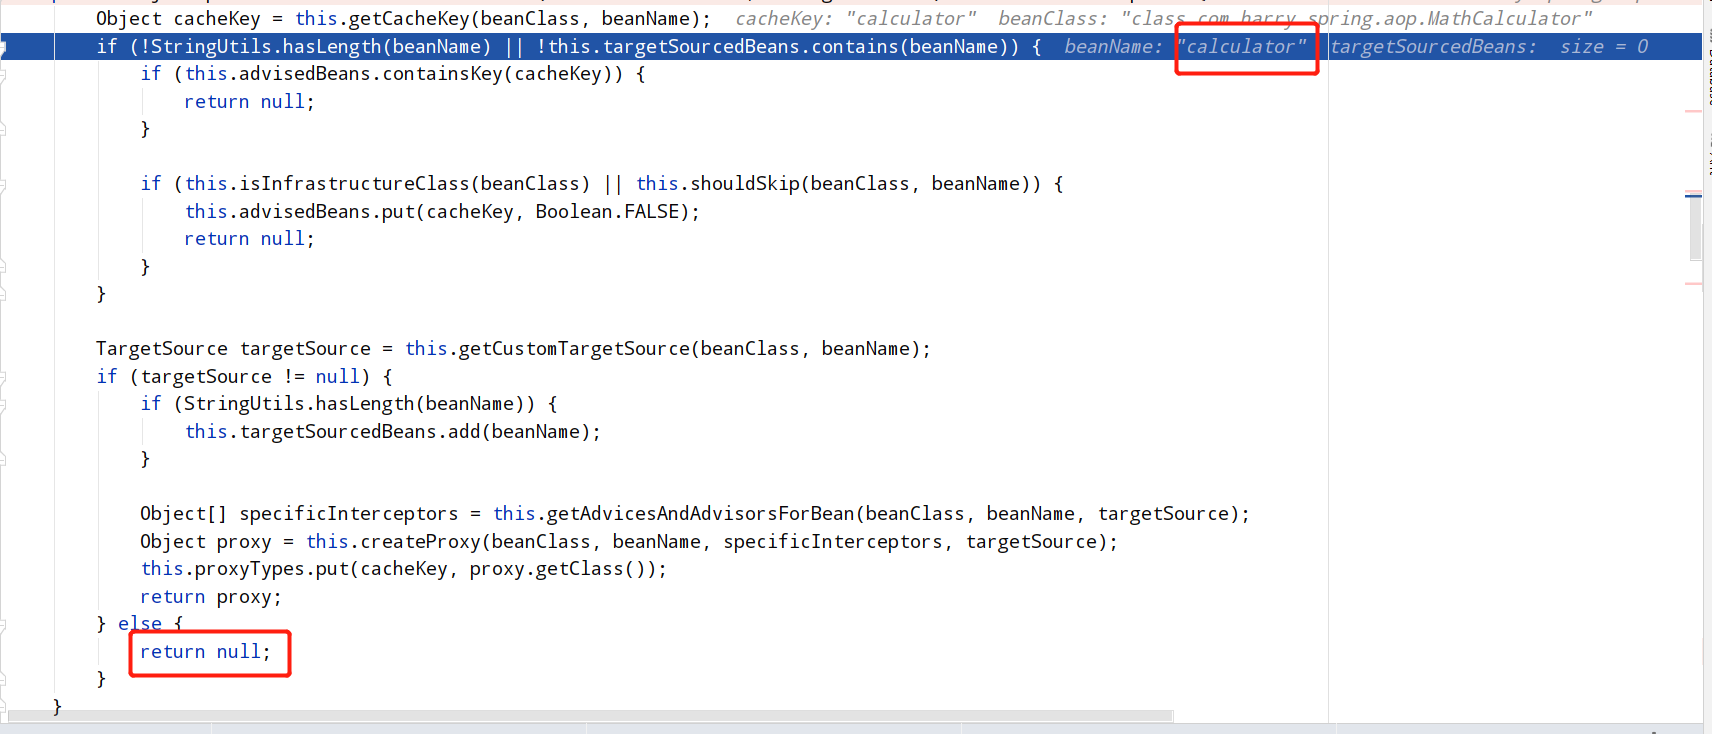 Object cacheKey = this.getCacheKey(beanClass, beanName);  cacheKey: "calculator"  beanClass: "class com.harry.spring.aop.MathCalculator"
if (!StringUtils.hasLength(beanName) || !this.targetSourcedBeans.contains(beanName)) {  beanName: "calculator"  targetSourcedBeans:  size = 0
if (this.advisedBeans.containsKey(cacheKey)) {
return null;
}
if (this.isInfrastructureClass(beanClass) || this.shouldSkip(beanClass, beanName)) {
this.advisedBeans.put(cacheKey, Boolean.FALSE);
return null;
}
}
TargetSource targetSource = this.getCustomTargetSource(beanClass, beanName);
if (targetSource != null) {
if (StringUtils.hasLength(beanName)) {
this.targetSourcedBeans.add(beanName);
}
Object[] specificInterceptors = this.getAdvicesAndAdvisorsForBean(beanClass, beanName, targetSource);
Object proxy = this.createProxy(beanClass, beanName, specificInterceptors, targetSource);
this.proxyTypes.put(cacheKey, proxy.getClass());
return proxy;
} else {
return null;
}
}